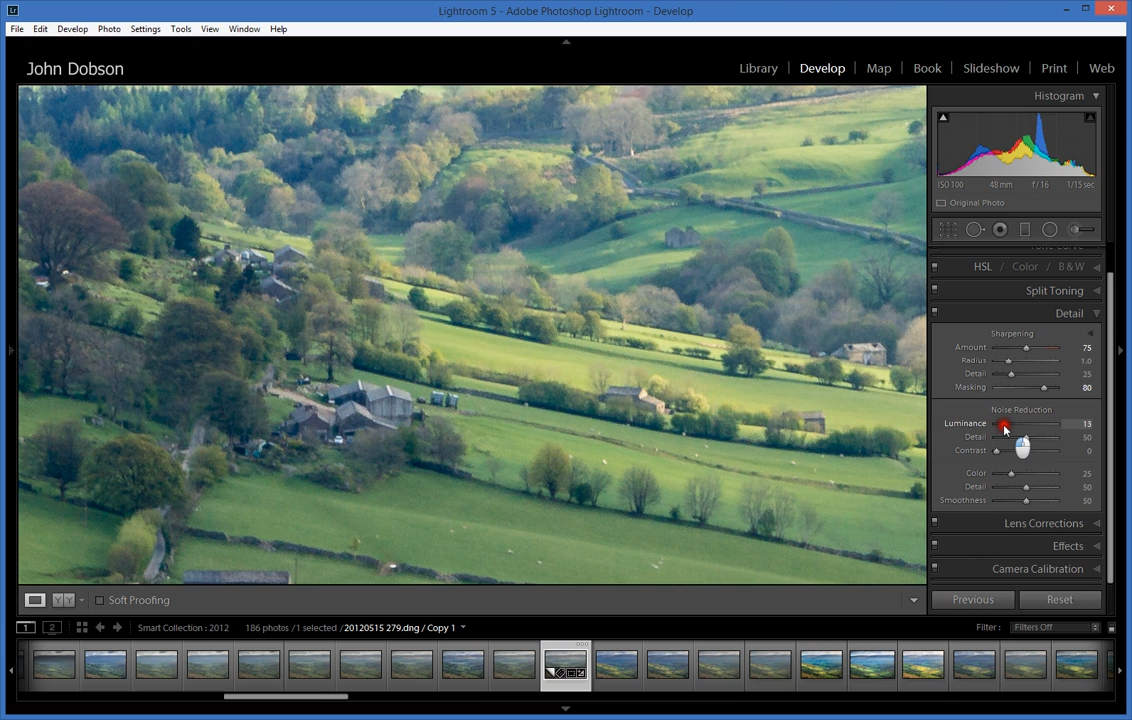 Lr
Lightroom 5 - Adobe Photoshop Lightroom - Develop
File Edit Develop Photo Settings Tools View Window Help
John Dobson
Library | Develop | Map | Book | Slideshow | Print | Web
Histogram
ISO 100 48 mm f / 16 1/15 sec
Original Photo
HSL / Color / B & W
Split Toning
Detail
Sharpening
Amount 75
Radius 1.0
Detail 25
Masking 80
Noise Reduction
Luminance 13
Detail 50
Contrast 0
Color 25
Detail 50
Smoothness 50
Lens Corrections
Effects
Camera Calibration
Previous Reset
YY Soft Proofing
1 2 Smart Collection : 2012 186 photos / 1 selected / 20120515 279.dng / Copy 1 Filter : Filters Off